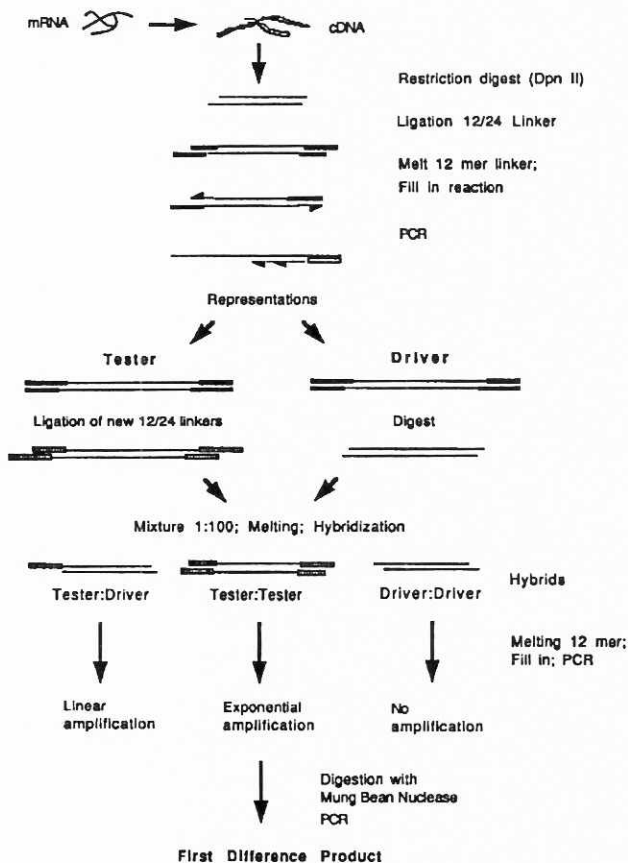 mRNA
cDNA
Restriction digest (Dpn II)
Ligation 12/24 Linker
Melt 12 mer linker;
Fill in reaction
PCR
Representations
Tester
Driver
Ligation of new 12/24 linkers
Digest
Mixture 1:100; Melting; Hybridization
Hybrids
Tester:Driver
Tester:Tester
Driver:Driver
Melting 12 mer;
Fill in; PCR
Linear
amplification
Exponential
amplification
No
amplification
Digestion with
Mung Bean Nuclease
PCR
First Difference Product